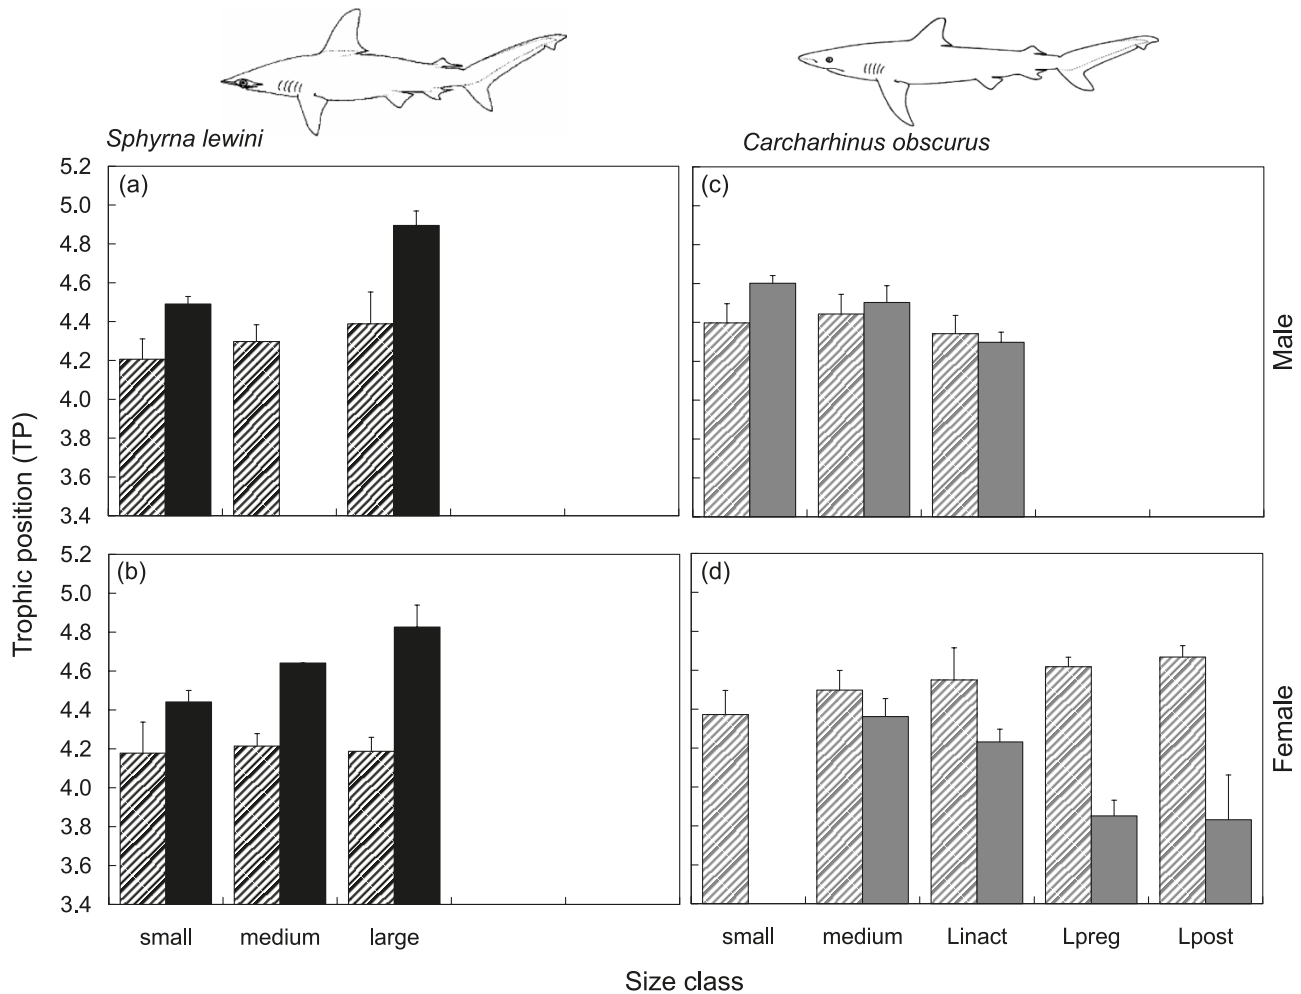 Sphyrna lewini
Carcharhinus obscurus
5.2
5.0
4.8
4.6
4.4
4.2
4.0
3.8
3.6
3.4
(a)
(c)
Male
5.2
5.0
4.8
4.6
4.4
4.2
4.0
3.8
3.6
3.4
(b)
(d)
Female
Trophic position (TP)
small medium large
small medium Linact Lpreg Lpost
Size class